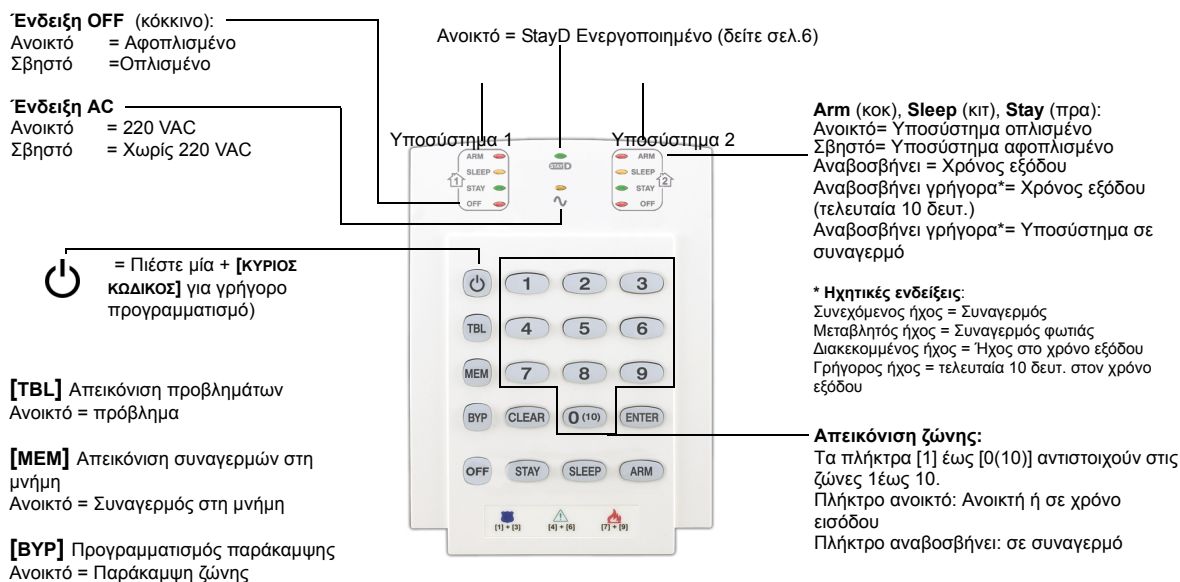 Ένδειξη OFF (κόκκινο):
Ανοικτό = Αφοπλισμένο
Σβηστό =Οπλισμένο
Ένδειξη AC
Ανοικτό = 220 VAC
Σβηστό = Χωρίς 220 VAC
= Πιέστε μία + [ΚΥΡΙΟΣ
ΚΩΔΙΚΟΣ] για γρήγορο
προγραμματισμό)
[TBL] Απεικόνιση προβλημάτων
Ανοικτό = πρόβλημα
[MEM] Απεικόνιση συναγερμών στη
μνήμη
Ανοικτό = Συναγερμός στη μνήμη
[BYP] Προγραμματισμός παράκαμψης
Ανοικτό = Παράκαμψη ζώνης
Ανοικτό = StayD Ενεργοποιημένο (δείτε σελ.6)
Υποσύστημα 1
Υποσύστημα 2
ARM
SLEEP
1
STAY
OFF
STAY D
ARM
SLEEP
2
STAY
OFF
1 2 3
TBL 4 5 6
MEM 7 8 9
BYP CLEAR 0 (10) ENTER
OFF STAY SLEEP ARM
[1] + [3] [4] + [6] [7] + [9]
Arm (κοκ), Sleep (κιτ), Stay (πρα):
Ανοικτό= Υποσύστημα οπλισμένο
Σβηστό= Υποσύστημα αφοπλισμένο
Αναβοσβήνει = Χρόνος εξόδου
Αναβοσβήνει γρήγορα*= Χρόνος εξόδου
(τελευταία 10 δευτ.)
Αναβοσβήνει γρήγορα*= Υποσύστημα σε
συναγερμό
* Ηχητικές ενδείξεις:
Συνεχόμενος ήχος = Συναγερμός
Μεταβλητός ήχος = Συναγερμός φωτιάς
Διακεκομμένος ήχος = Ήχος στο χρόνο εξόδου
Γρήγορος ήχος = τελευταία 10 δευτ. στον χρόνο
εξόδου
Απεικόνιση ζώνης:
Τα πλήκτρα [1] έως [0(10)] αντιστοιχούν στις
ζώνες 1έως 10.
Πλήκτρο ανοικτό: Ανοικτή ή σε χρόνο
εισόδου
Πλήκτρο αναβοσβήνει: σε συναγερμό